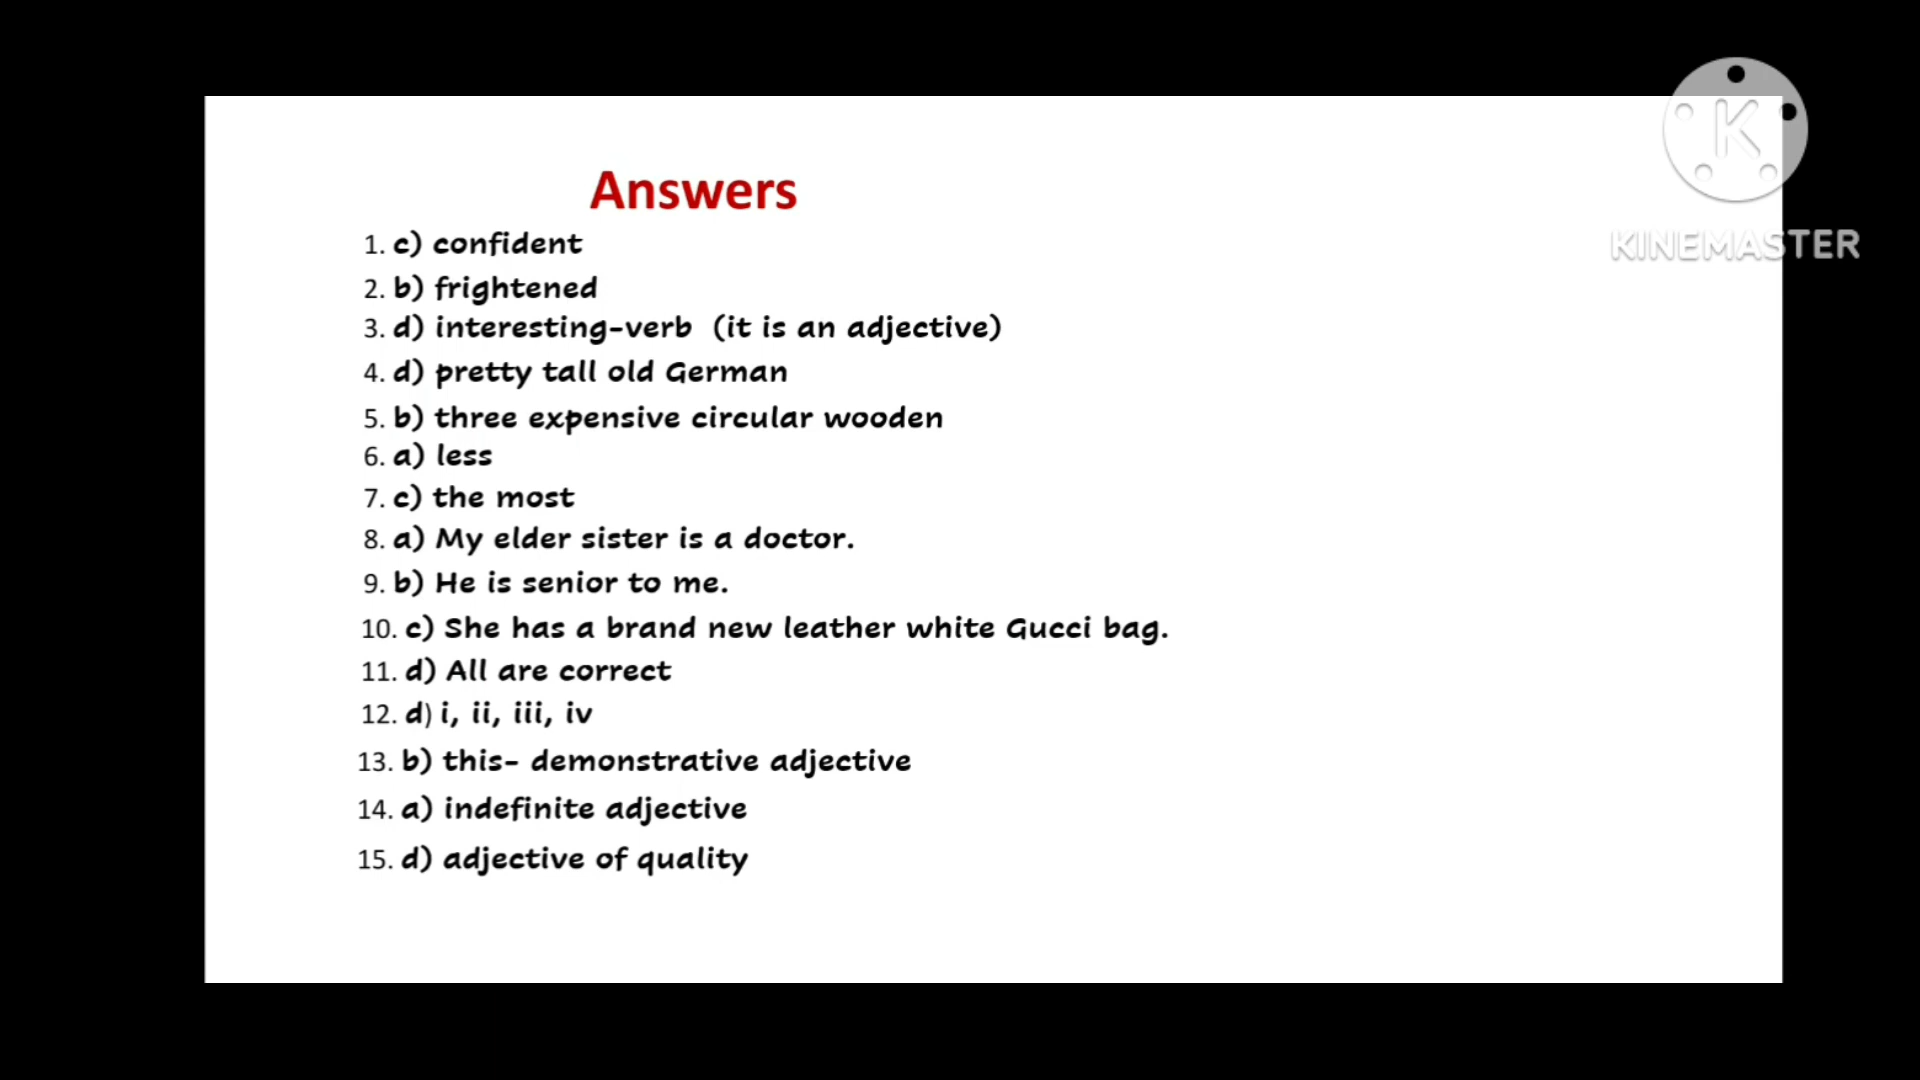 Answers
1. c) confident
2. b) frightened
3. d) interesting-verb (it is an adjective)
4. d) pretty tall old German
5. b) three expensive circular wooden
6. a) less
7. c) the most
8. a) My elder sister is a doctor.
9. b) He is senior to me.
10. c) She has a brand new leather white Gucci bag.
11. d) All are correct
12. d) i, ii, iii, iv
13. b) this- demonstrative adjective
14. a) indefinite adjective
15. d) adjective of quality
K
KINEMASTER